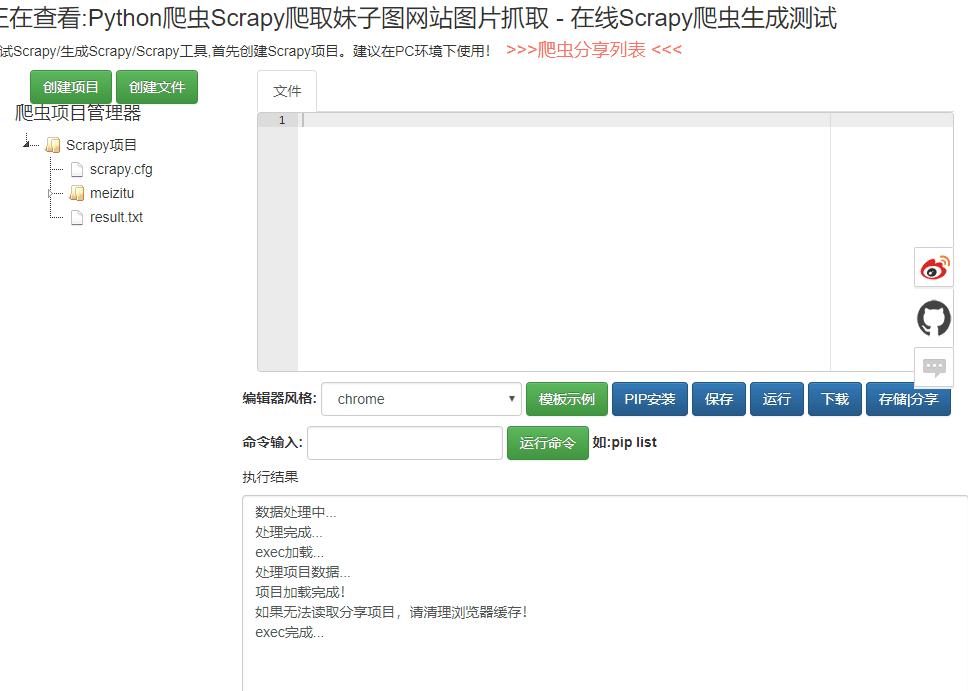 正在查看:Python爬虫Scrapy爬取妹子图网站图片抓取 - 在线Scrapy爬虫生成测试
试Scrapy/生成Scrapy/Scrapy工具,首先创建Scrapy项目。建议在PC环境下使用！ >>>爬虫分享列表 <<<
创建项目 创建文件
爬虫项目管理器
Scrapy项目
scrapy.cfg
meizitu
result.txt
文件
1
编辑器风格: chrome 模板示例 PIP安装 保存 运行 下载 存储|分享
命令输入: 运行命令 如:pip list
执行结果
数据处理中...
处理完成...
exec加载...
处理项目数据...
项目加载完成！
如果无法读取分享项目，请清理浏览器缓存！
exec完成...